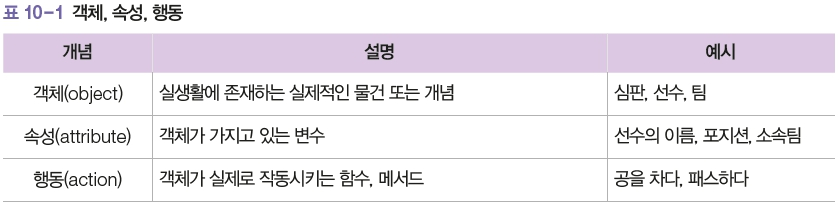 표 10-1 객체, 속성, 행동
개념 설명 예시
객체(object) 실생활에 존재하는 실제적인 물건 또는 개념 심판, 선수, 팀
속성(attribute) 객체가 가지고 있는 변수 선수의 이름, 포지션, 소속팀
행동(action) 객체가 실제로 작동시키는 함수, 메서드 공을 차다, 패스하다